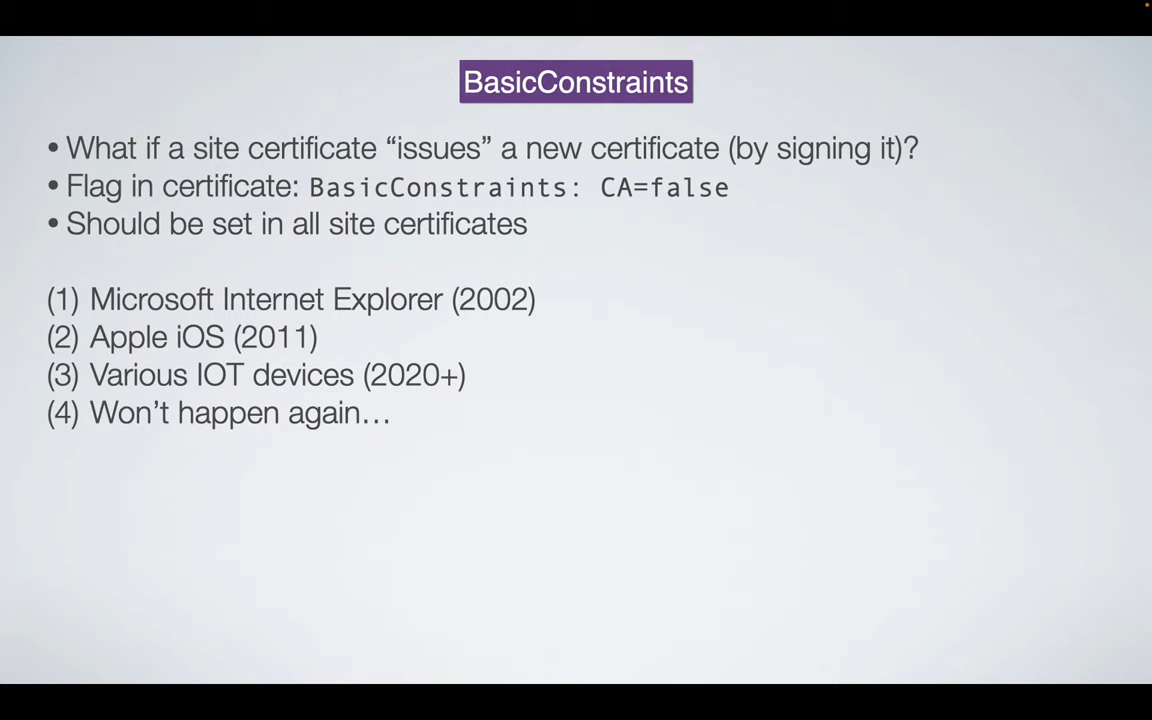 BasicConstraints
• What if a site certificate “issues” a new certificate (by signing it)?
• Flag in certificate: BasicConstraints: CA=false
• Should be set in all site certificates
(1) Microsoft Internet Explorer (2002)
(2) Apple iOS (2011)
(3) Various IOT devices (2020+)
(4) Won’t happen again…